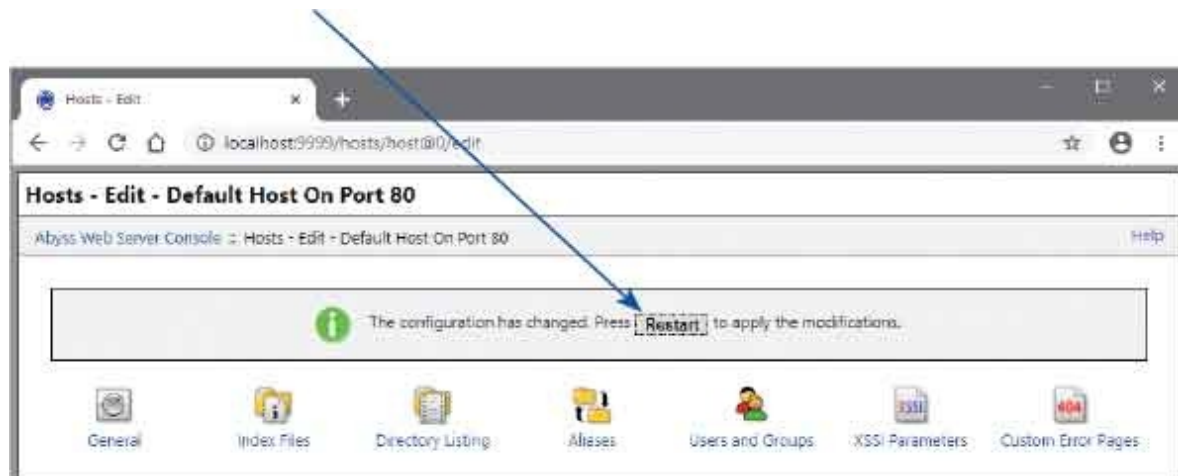 Hosts - Edit
localhost:9999/hosts/host@0/edit
Hosts - Edit - Default Host On Port 80
Abyss Web Server Console :: Hosts - Edit - Default Host On Port 80 Help
The configuration has changed. Press Restart to apply the modifications.
General Index Files Directory Listing Aliases Users and Groups XSSI Parameters Custom Error Pages